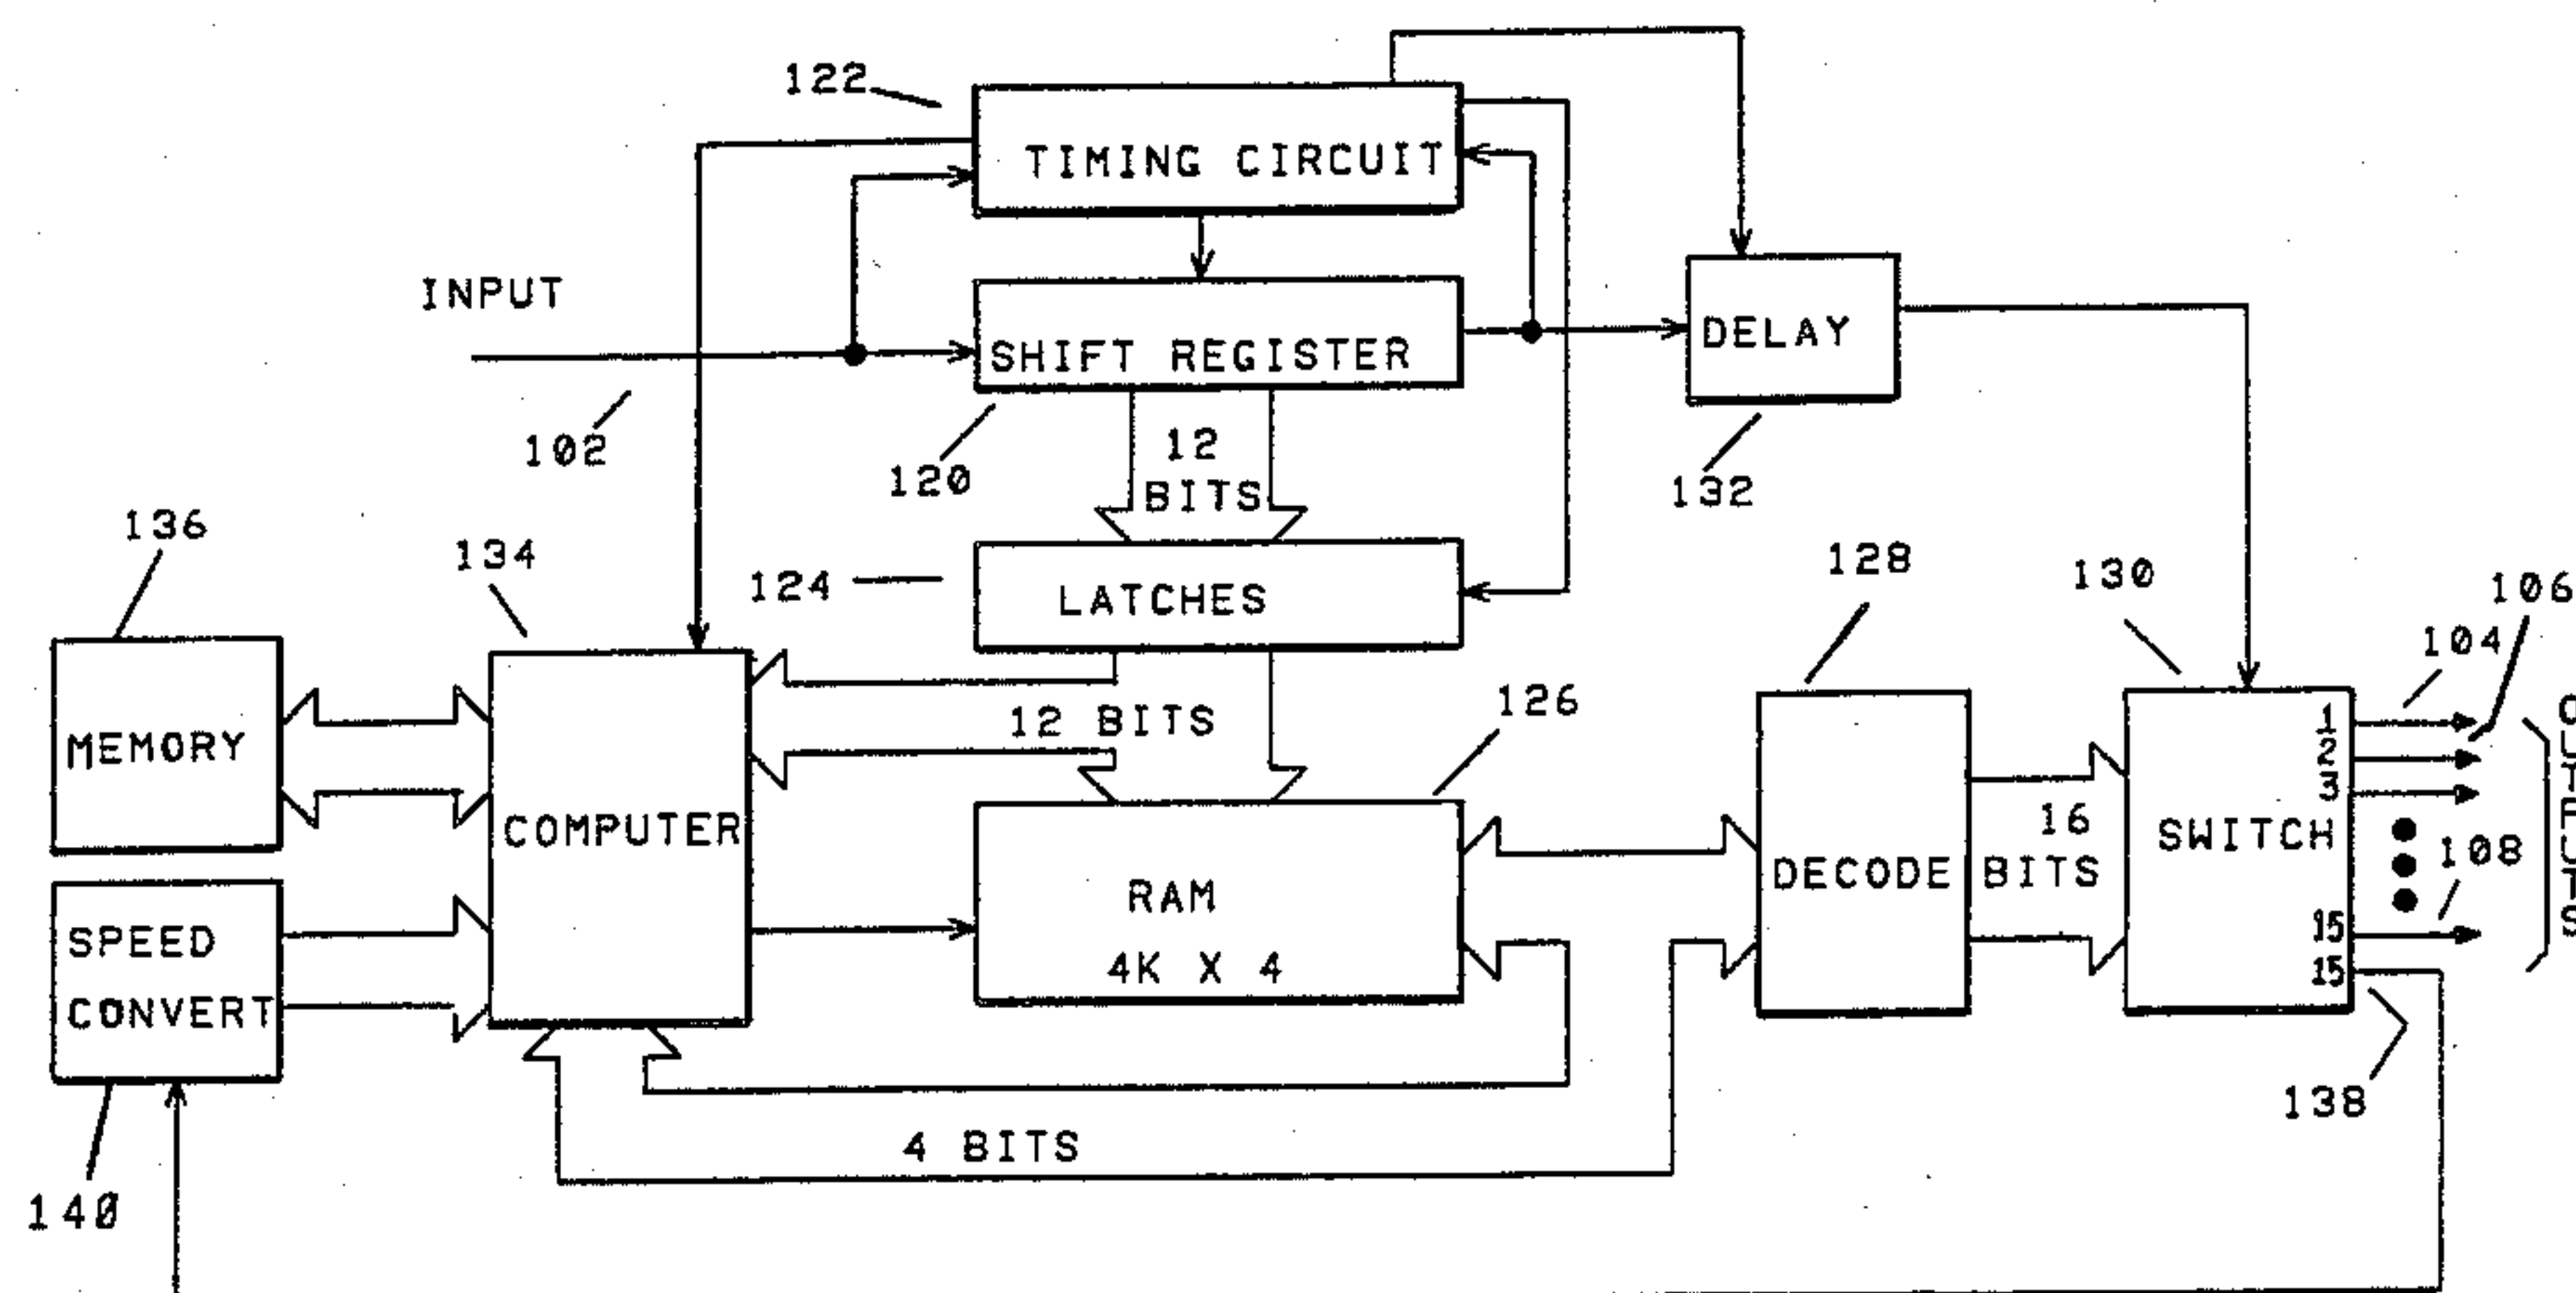 122
TIMING CIRCUIT
INPUT
SHIFT REGISTER
DELAY
102
120
12
BITS
132
136
134
124
LATCHES
128
130
106
104
126
MEMORY
12 BITS
1
2
3
OUTPUTS
COMPUTER
16
BITS
SWITCH
108
DECODE
RAM
4K X 4
SPEED
CONVERT
15
15
138
4 BITS
140